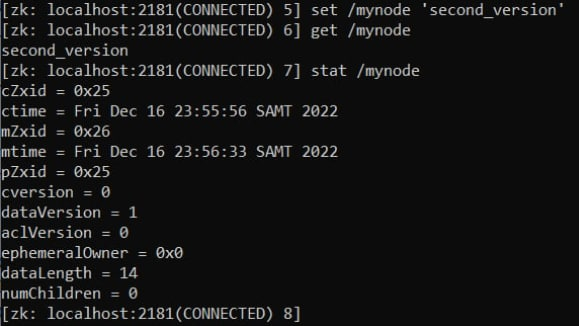 [zk: localhost:2181(CONNECTED) 5] set /mynode 'second_version'
[zk: localhost:2181(CONNECTED) 6] get /mynode
second_version
[zk: localhost:2181(CONNECTED) 7] stat /mynode
cZxid = 0x25
ctime = Fri Dec 16 23:55:56 SAMT 2022
mZxid = 0x26
mtime = Fri Dec 16 23:56:33 SAMT 2022
pZxid = 0x25
cversion = 0
dataVersion = 1
aclVersion = 0
ephemeralOwner = 0x0
dataLength = 14
numChildren = 0
[zk: localhost:2181(CONNECTED) 8]